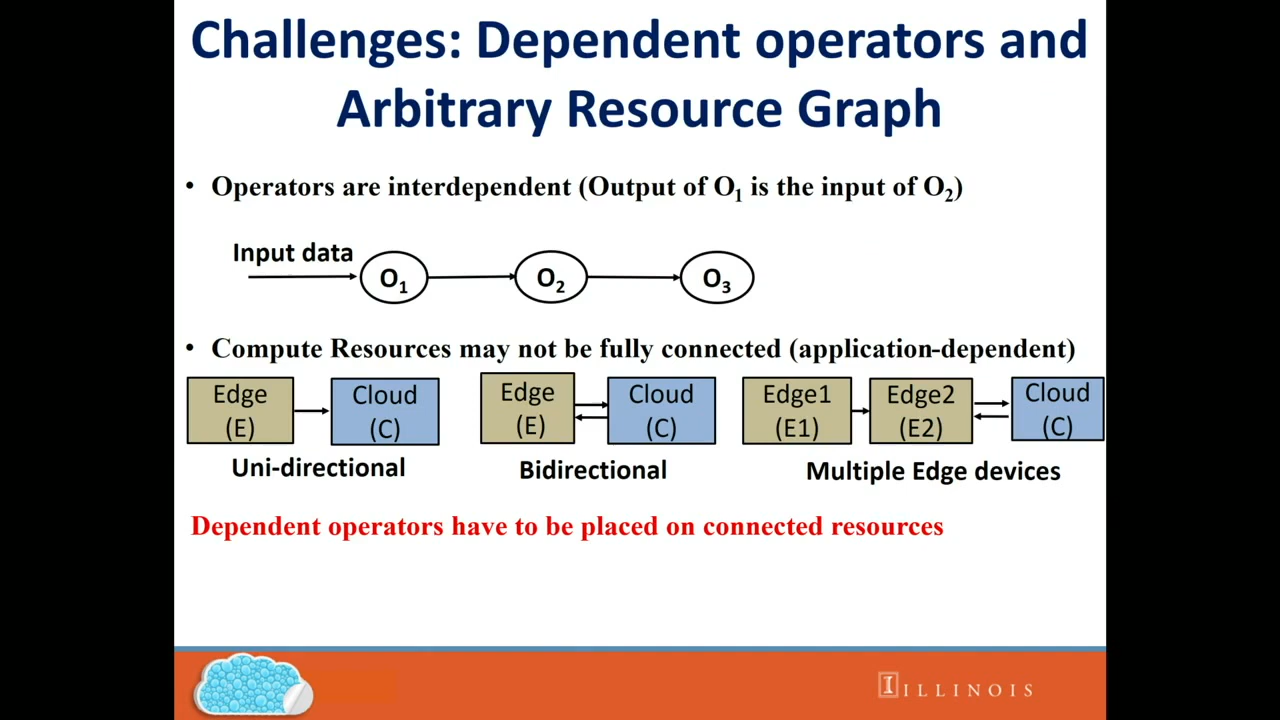 Challenges: Dependent operators and
Arbitrary Resource Graph
• Operators are interdependent (Output of O1 is the input of O2)
Input data
O1
O2
O3
• Compute Resources may not be fully connected (application-dependent)
Edge
(E)
Cloud
(C)
Uni-directional
Edge
(E)
Cloud
(C)
Bidirectional
Edge1
(E1)
Edge2
(E2)
Cloud
(C)
Multiple Edge devices
Dependent operators have to be placed on connected resources
I ILLINOIS